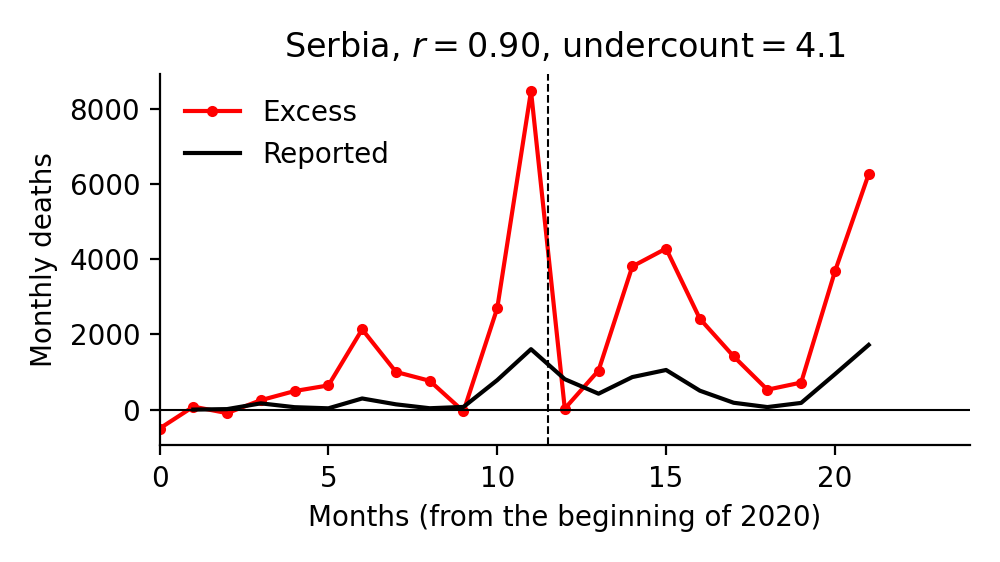 Serbia, r = 0.90, undercount = 4.1
Excess
Reported
Monthly deaths
8000
6000
4000
2000
0
0 5 10 15 20
Months (from the beginning of 2020)